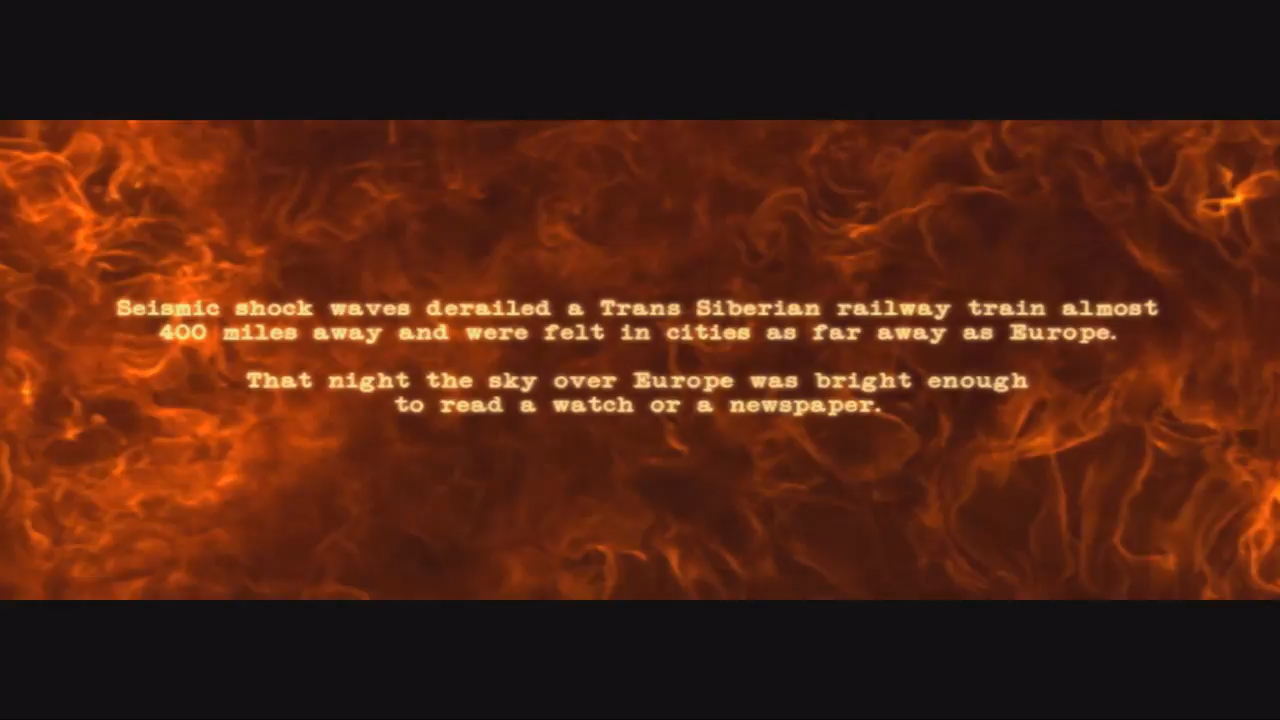 Seismic shock waves derailed a Trans Siberian railway train almost
400 miles away and were felt in cities as far away as Europe.
That night the sky over Europe was bright enough
to read a watch or a newspaper.